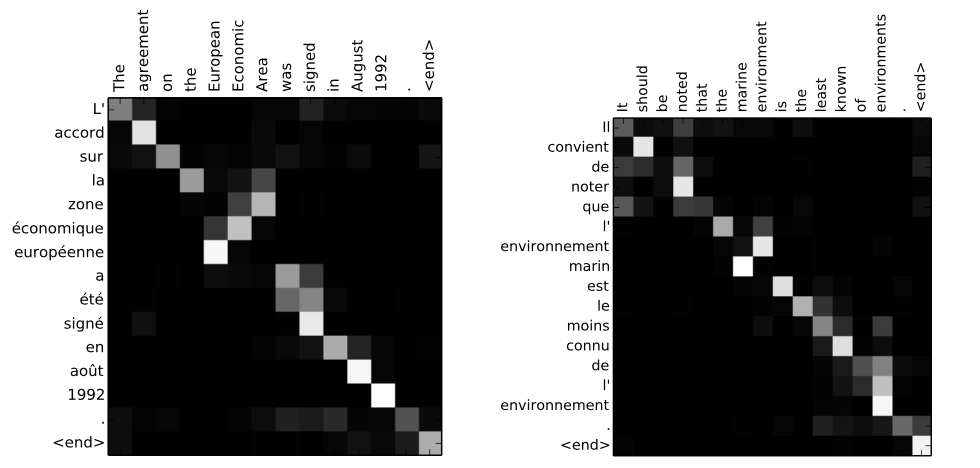 The agreement on the European Economic Area was signed in August 1992 . <end>
L'
accord
sur
la
zone
économique
européenne
a
été
signé
en
août
1992
.
<end>
It should be noted that the marine environment is the least known of environments . <end>
Il
convient
de
noter
que
l'
environnement
marin
est
le
moins
connu
de
l'
environnement
.
<end>